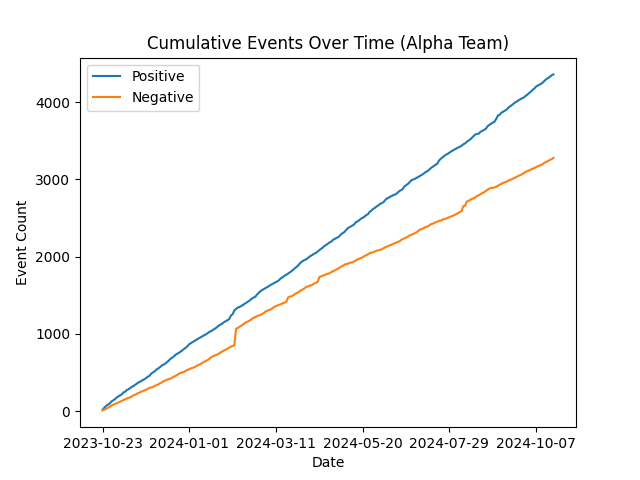 Cumulative Events Over Time (Alpha Team)
Positive
Negative
4000
3000
2000
1000
0
Event Count
2023-10-23 2024-01-01 2024-03-11 2024-05-20 2024-07-29 2024-10-07
Date